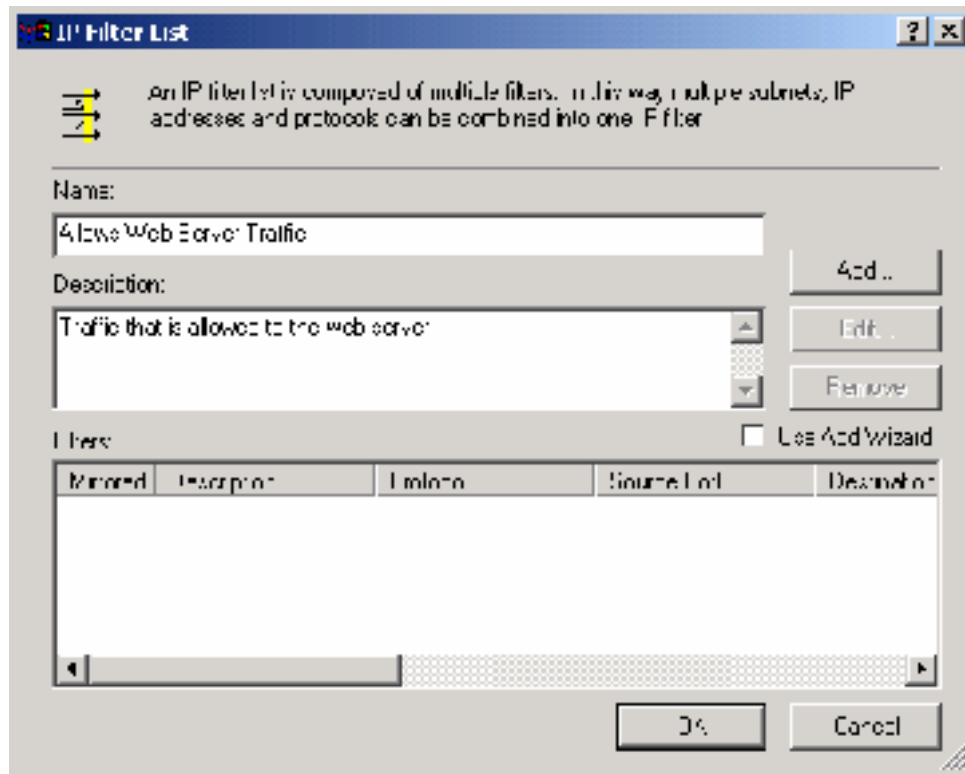 IP Filter List
An IP filter list is composed of multiple filters. In this way, multiple subnets, IP
addresses and protocols can be combined into one IP filter
Name:
Allows Web Server Traffic
Description:
Add...
Traffic that is allowed to the web server
Edit...
Remove
Filters:
Use Add Wizard
Mirrored Description Protocol Source Port Destination
OK Cancel